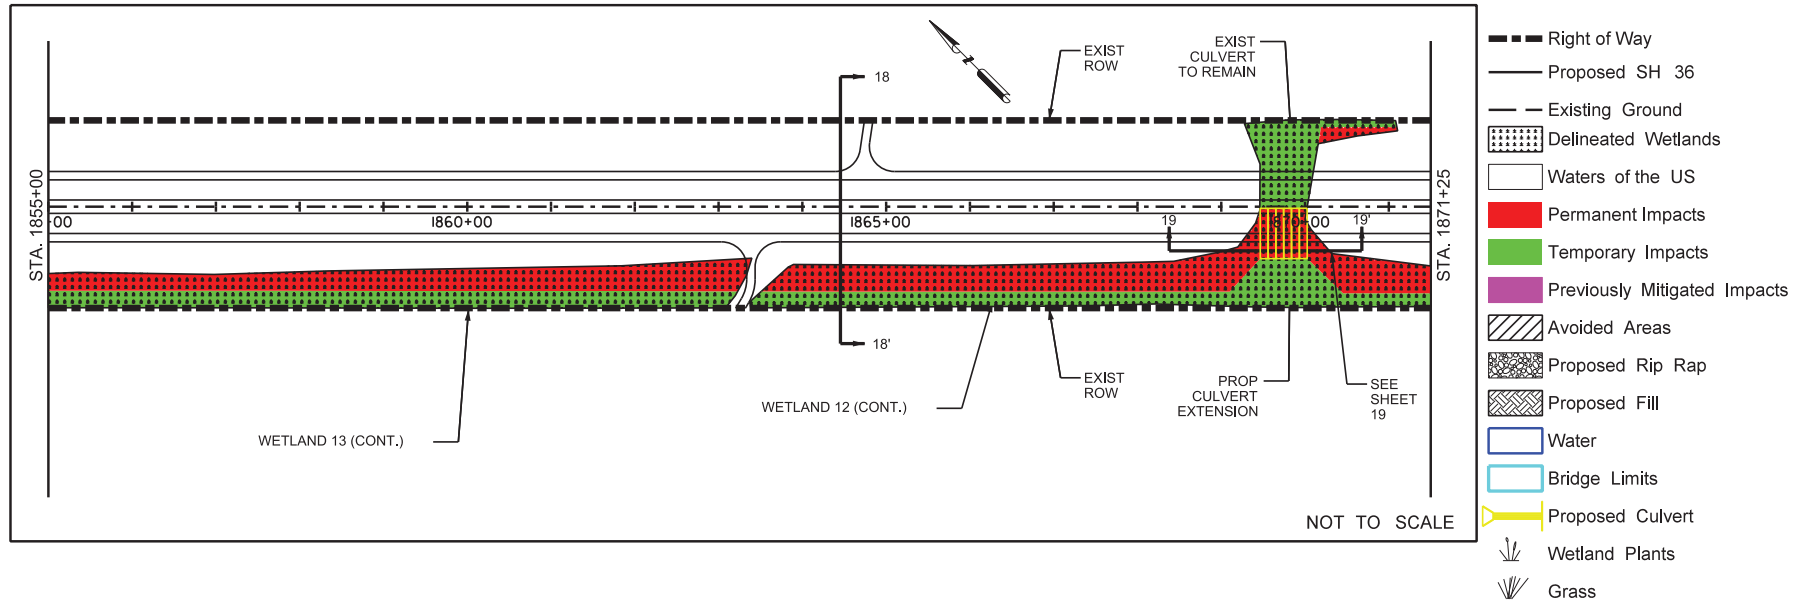 EXIST
ROW
EXIST
CULVERT
TO REMAIN
N
18
STA. 1855+00
+00
1860+00
1865+00
19
1870+00
19'
STA. 1871+25
18'
WETLAND 13 (CONT.)
WETLAND 12 (CONT.)
EXIST
ROW
PROP
CULVERT
EXTENSION
SEE
SHEET
19
NOT TO SCALE
Right of Way
Proposed SH 36
Existing Ground
Delineated Wetlands
Waters of the US
Permanent Impacts
Temporary Impacts
Previously Mitigated Impacts
Avoided Areas
Proposed Rip Rap
Proposed Fill
Water
Bridge Limits
Proposed Culvert
Wetland Plants
Grass